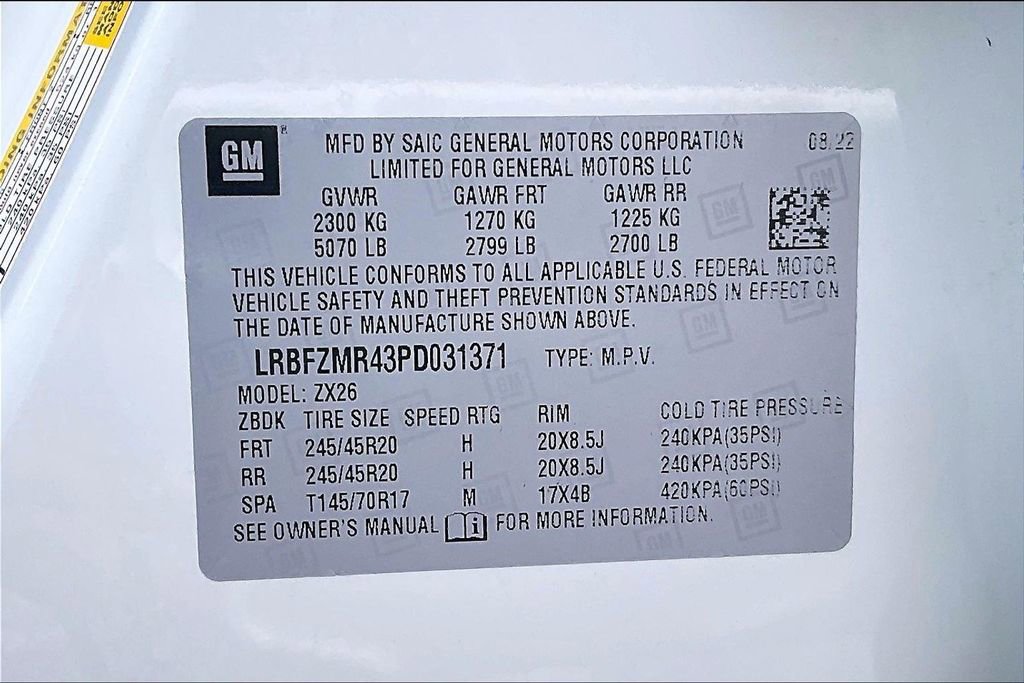 GM
MFD BY SAIC GENERAL MOTORS CORPORATION 08/22
LIMITED FOR GENERAL MOTORS LLC
GVWR GAWR FRT GAWR RR
2300 KG 1270 KG 1225 KG
5070 LB 2799 LB 2700 LB
THIS VEHICLE CONFORMS TO ALL APPLICABLE U.S. FEDERAL MOTOR
VEHICLE SAFETY AND THEFT PREVENTION STANDARDS IN EFFECT ON
THE DATE OF MANUFACTURE SHOWN ABOVE.
LRBFZMR43PD031371 TYPE: M.P.V.
MODEL: ZX26
ZBDK TIRE SIZE SPEED RTG RIM COLD TIRE PRESSURE
FRT 245/45R20 H 20X8.5J 240KPA(35PSI)
RR 245/45R20 H 20X8.5J 240KPA(35PSI)
SPA T145/70R17 M 17X4B 420KPA(60PSI)
SEE OWNER'S MANUAL FOR MORE INFORMATION.